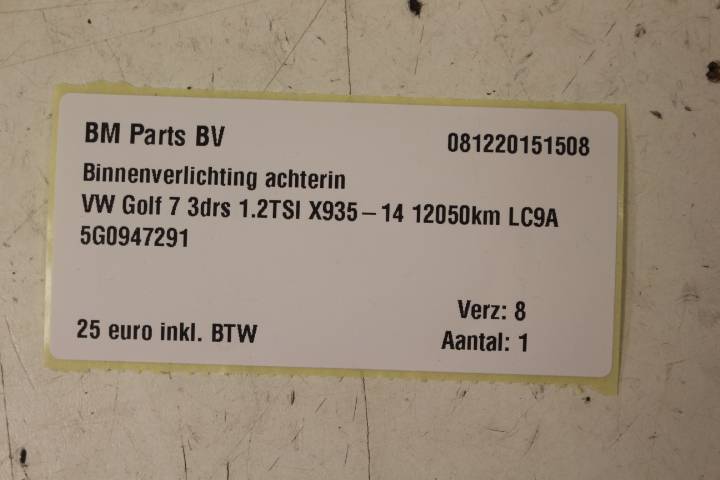 BM Parts BV 081220151508
Binnenverlichting achterin
VW Golf 7 3drs 1.2TSI X935-14 12050km LC9A
5G0947291
Verz: 8
25 euro inkl. BTW Aantal: 1